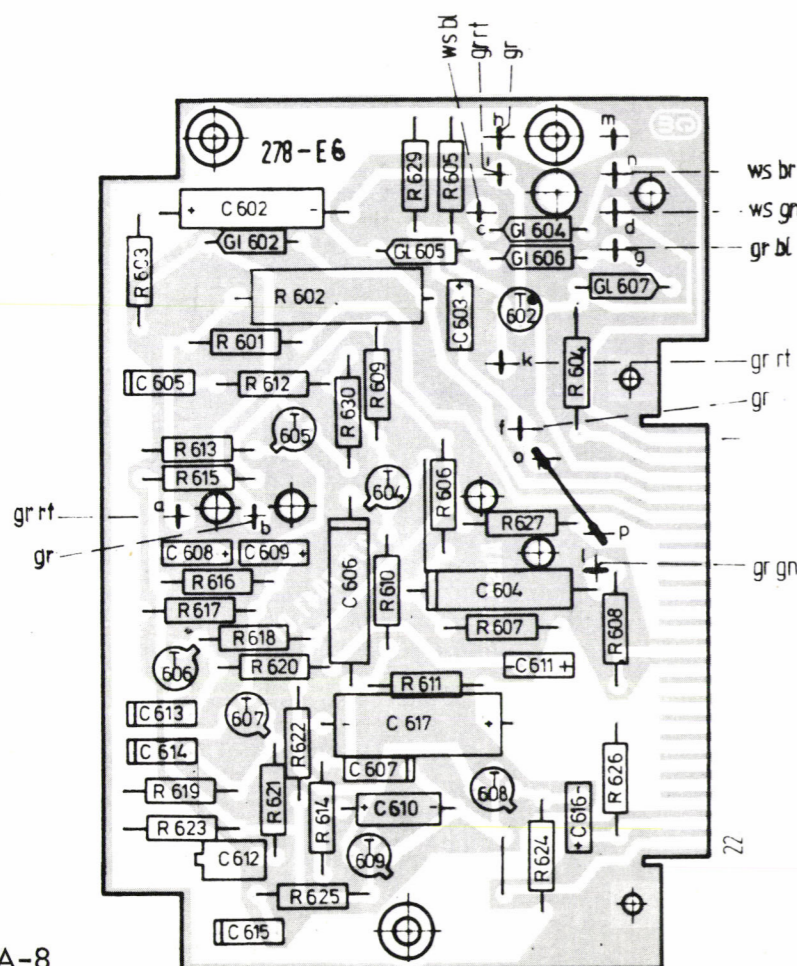 ws bl
gr rt
gr
278-E6
h
m
R 629
R 605
i
n
ws br
+ C 602 -
c
d
ws gr
R 603
Gl 602
GL 605
Gl 604
Gl 606
g
gr bl
R 602
C603 +
T 602
GL 607
R 601
R 604
k
gr rt
C 605
R 612
R 630
R 609
gr
T 605
f
R 613
o
R 615
T 604
R 606
gr rt
a
b
R 627
p
gr
C 608 +
C 609 +
l
gr gn
R 616
C 606
R 610
C 604
R 617
R 608
R 618
R 607
T 606
R 620
- C 611 +
R 611
C 613
T 607
R 622
- C 617 +
C 614
C 607
R 626
R 619
R 621
R 614
T 608
+ C 610 -
+ C 616 -
R 623
C 612
T 609
R 624
22
R 625
C 615
A-8